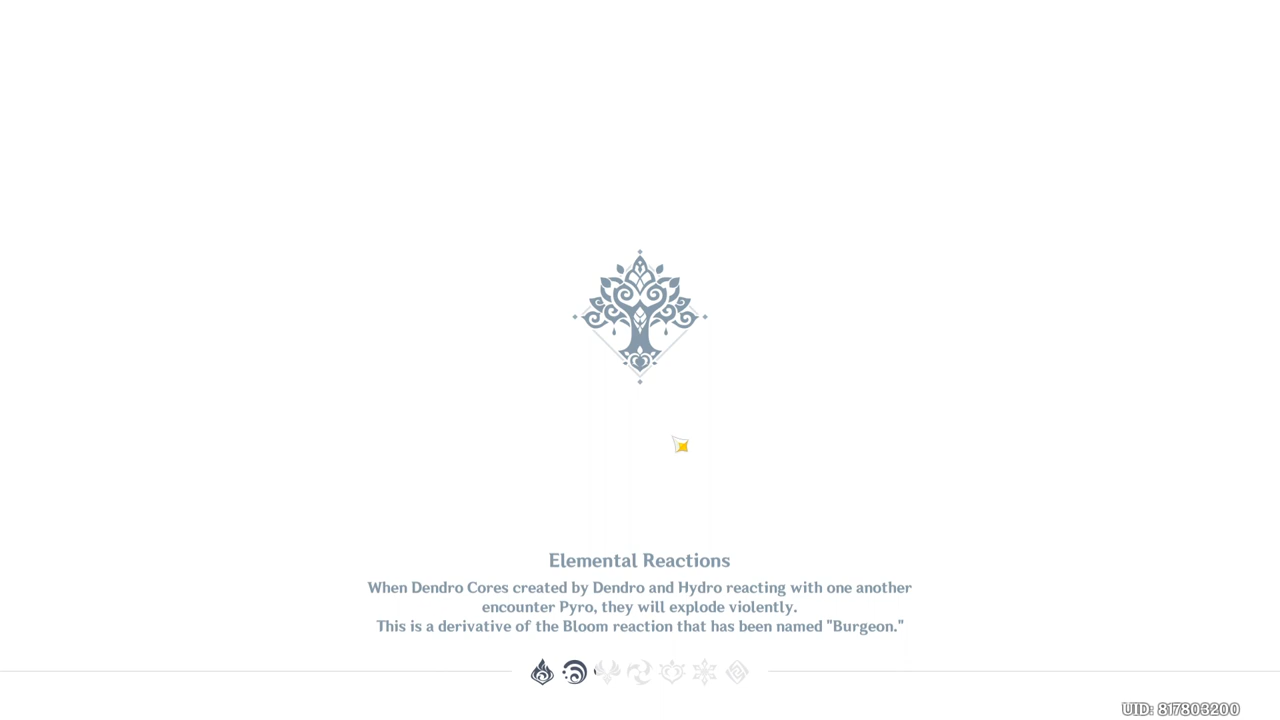 Elemental Reactions
When Dendro Cores created by Dendro and Hydro reacting with one another
encounter Pyro, they will explode violently.
This is a derivative of the Bloom reaction that has been named "Burgeon."
UID: 817803200